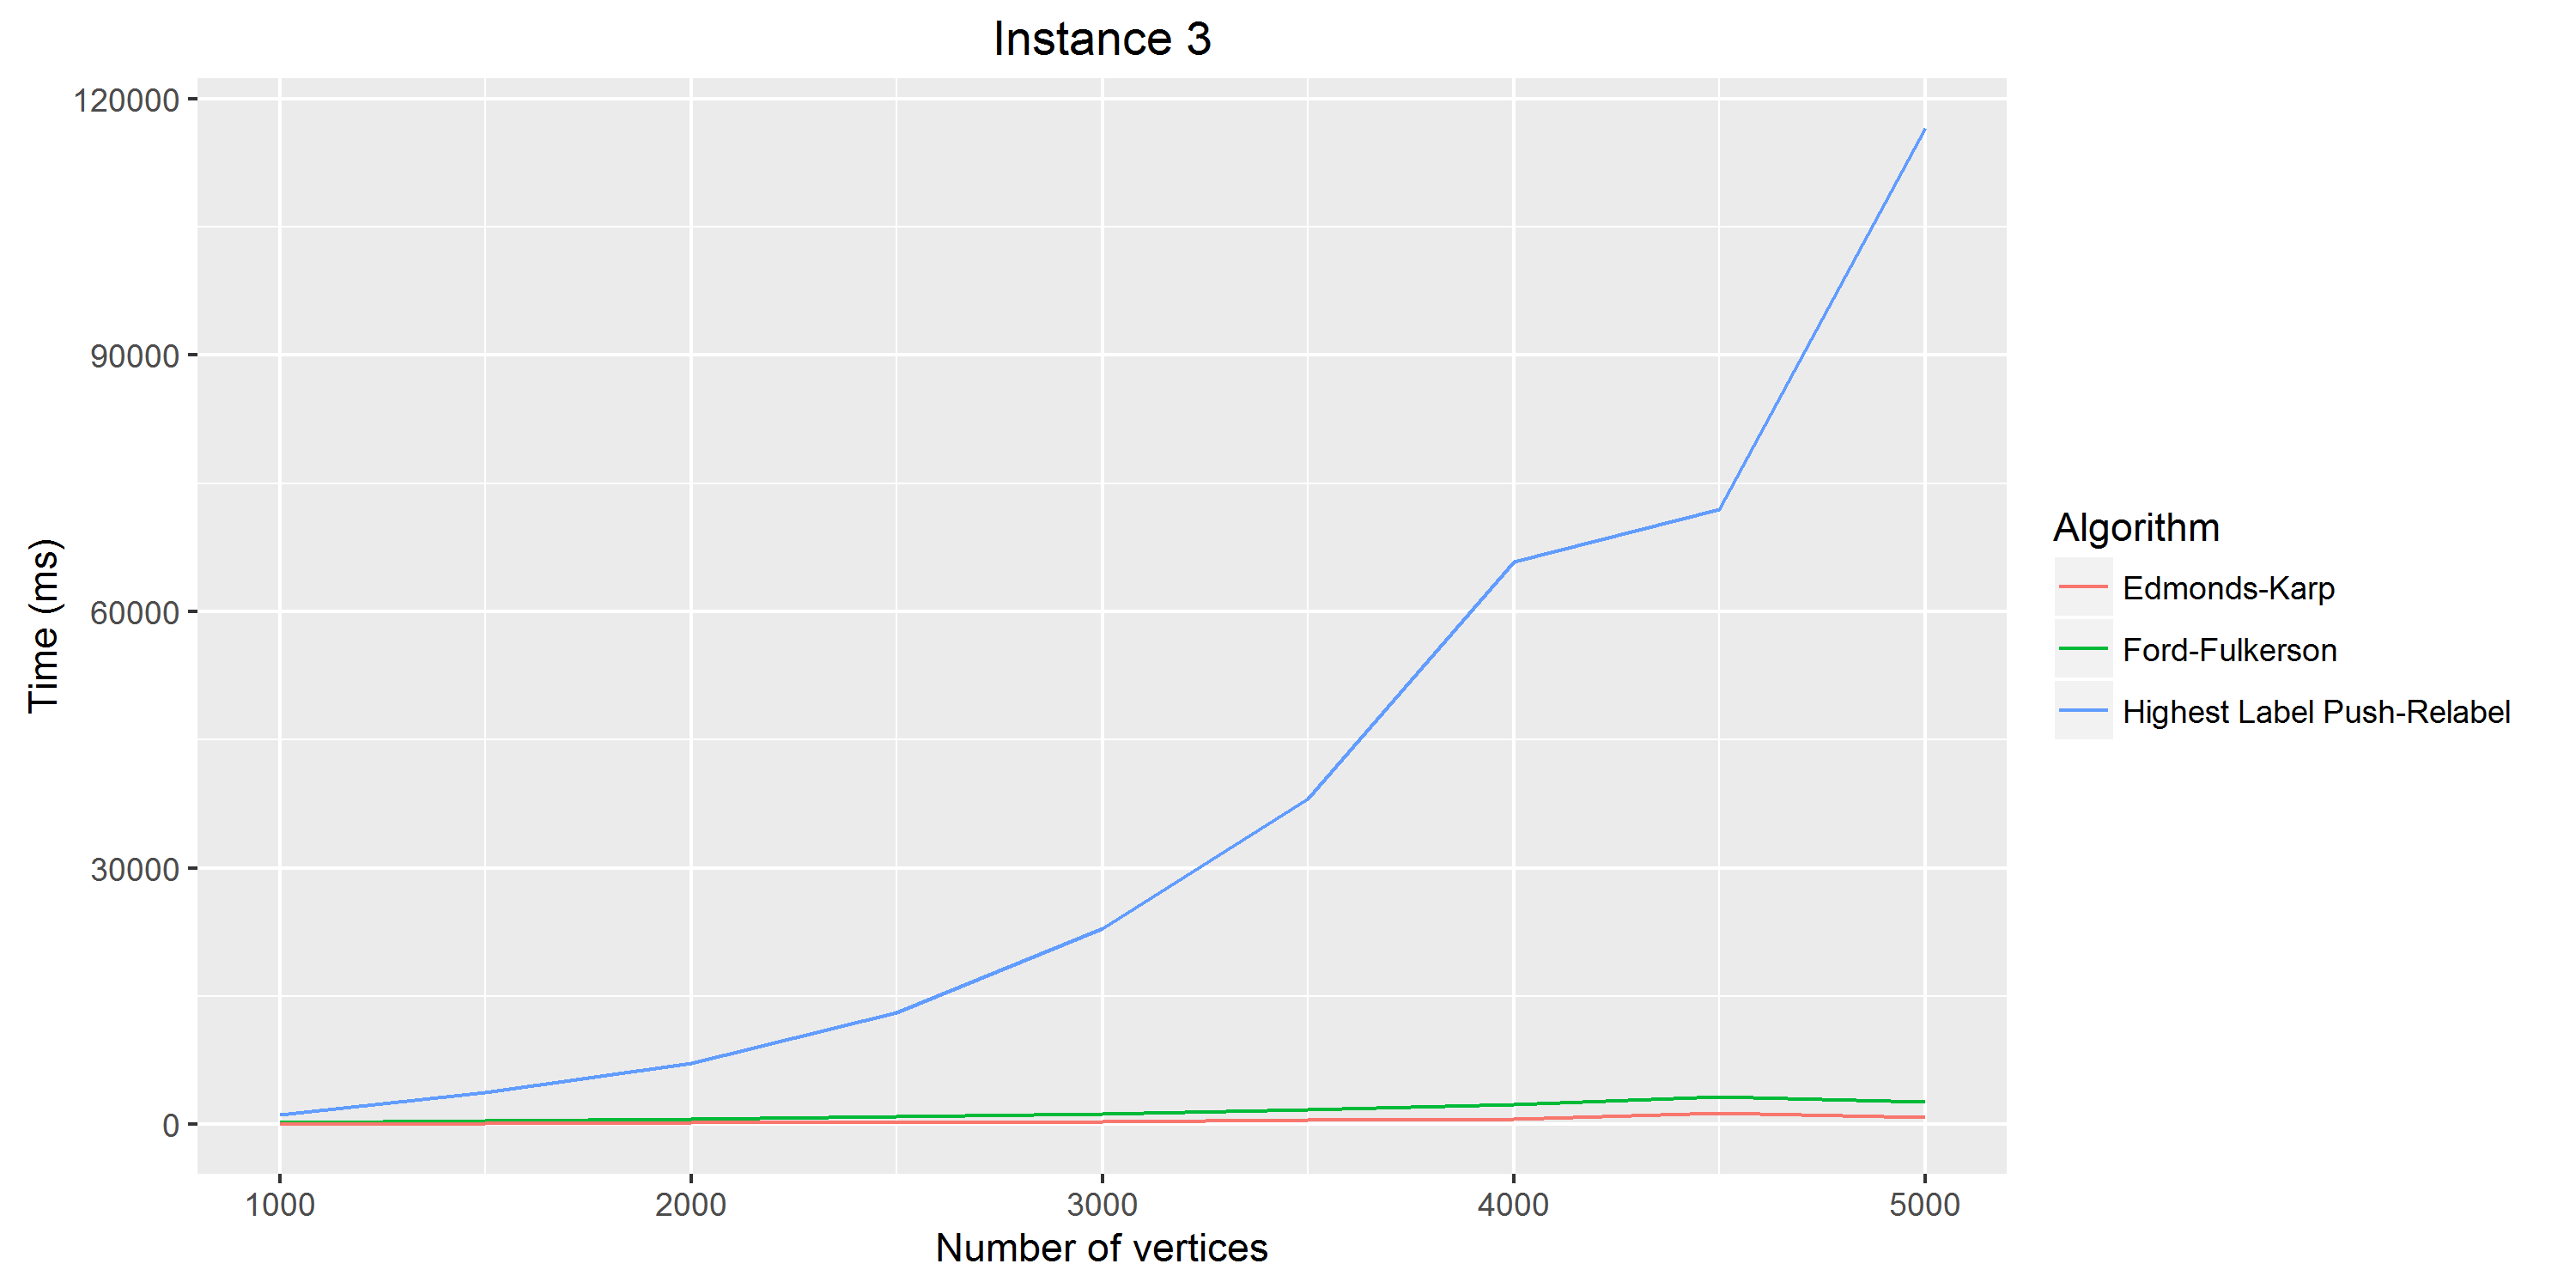 Instance 3
120000
90000
60000
30000
0
Time (ms)
1000 2000 3000 4000 5000
Number of vertices
Algorithm
Edmonds-Karp
Ford-Fulkerson
Highest Label Push-Relabel